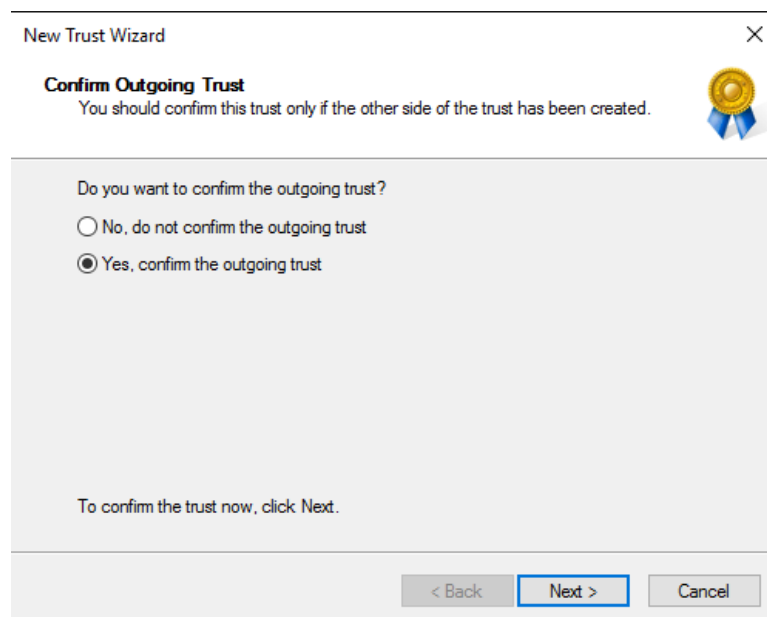 New Trust Wizard
Confirm Outgoing Trust
You should confirm this trust only if the other side of the trust has been created.
Do you want to confirm the outgoing trust?
No, do not confirm the outgoing trust
Yes, confirm the outgoing trust
To confirm the trust now, click Next.
< Back Next > Cancel